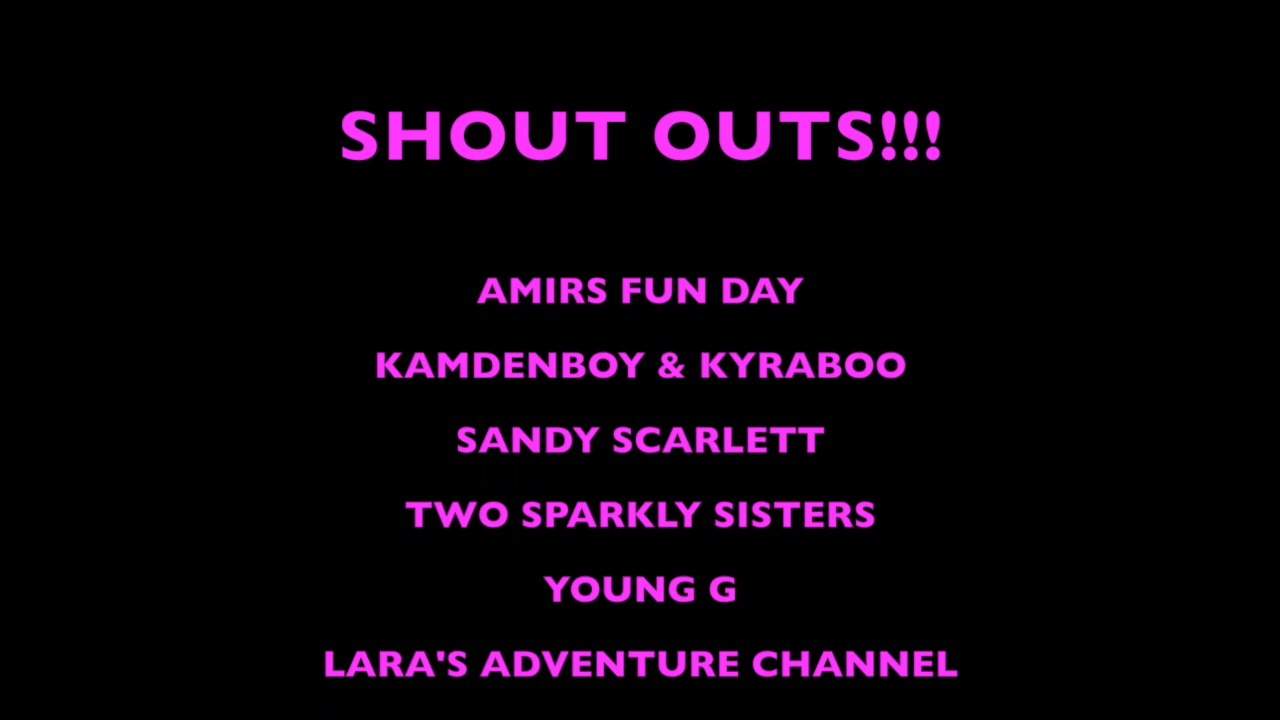 SHOUT OUTS!!!
AMIRS FUN DAY
KAMDENBOY & KYRABOO
SANDY SCARLETT
TWO SPARKLY SISTERS
YOUNG G
LARA'S ADVENTURE CHANNEL